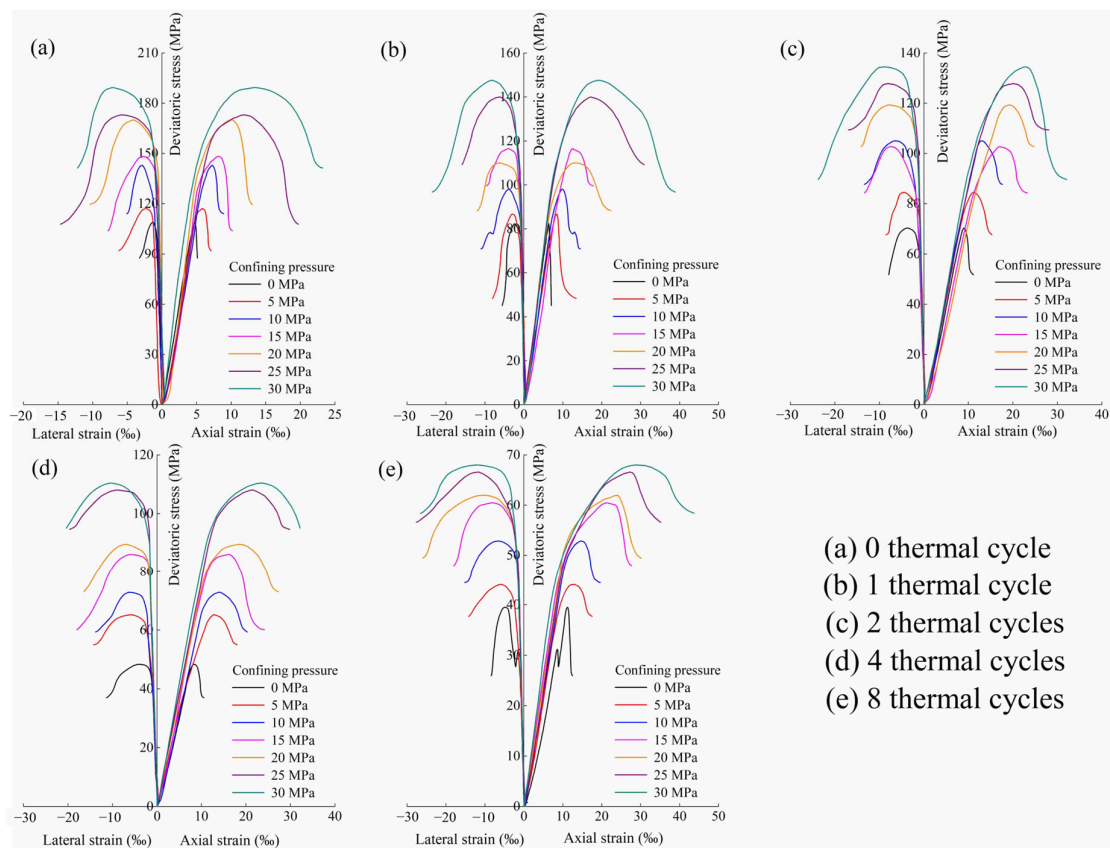 (a)
Deviatoric stress (MPa)
210
180
150
120
90
60
30
0
−20 −15 −10 −5 0 5 10 15 20 25
Lateral strain (‰) Axial strain (‰)
Confining pressure
0 MPa
5 MPa
10 MPa
15 MPa
20 MPa
25 MPa
30 MPa
(b)
Deviatoric stress (MPa)
160
140
120
100
80
60
40
20
0
−30 −20 −10 0 10 20 30 40 50
Lateral strain (‰) Axial strain (‰)
Confining pressure
0 MPa
5 MPa
10 MPa
15 MPa
20 MPa
25 MPa
30 MPa
(c)
Deviatoric stress (MPa)
140
120
100
80
60
40
20
0
−30 −20 −10 0 10 20 30 40
Lateral strain (‰) Axial strain (‰)
Confining pressure
0 MPa
5 MPa
10 MPa
15 MPa
20 MPa
25 MPa
30 MPa
(d)
Deviatoric stress (MPa)
120
100
80
60
40
20
0
−30 −20 −10 0 10 20 30 40
Lateral strain (‰) Axial strain (‰)
Confining pressure
0 MPa
5 MPa
10 MPa
15 MPa
20 MPa
25 MPa
30 MPa
(e)
Deviatoric stress (MPa)
70
60
50
40
30
20
10
0
−30 −20 −10 0 10 20 30 40 50
Lateral strain (‰) Axial strain (‰)
Confining pressure
0 MPa
5 MPa
10 MPa
15 MPa
20 MPa
25 MPa
30 MPa
(a) 0 thermal cycle
(b) 1 thermal cycle
(c) 2 thermal cycles
(d) 4 thermal cycles
(e) 8 thermal cycles